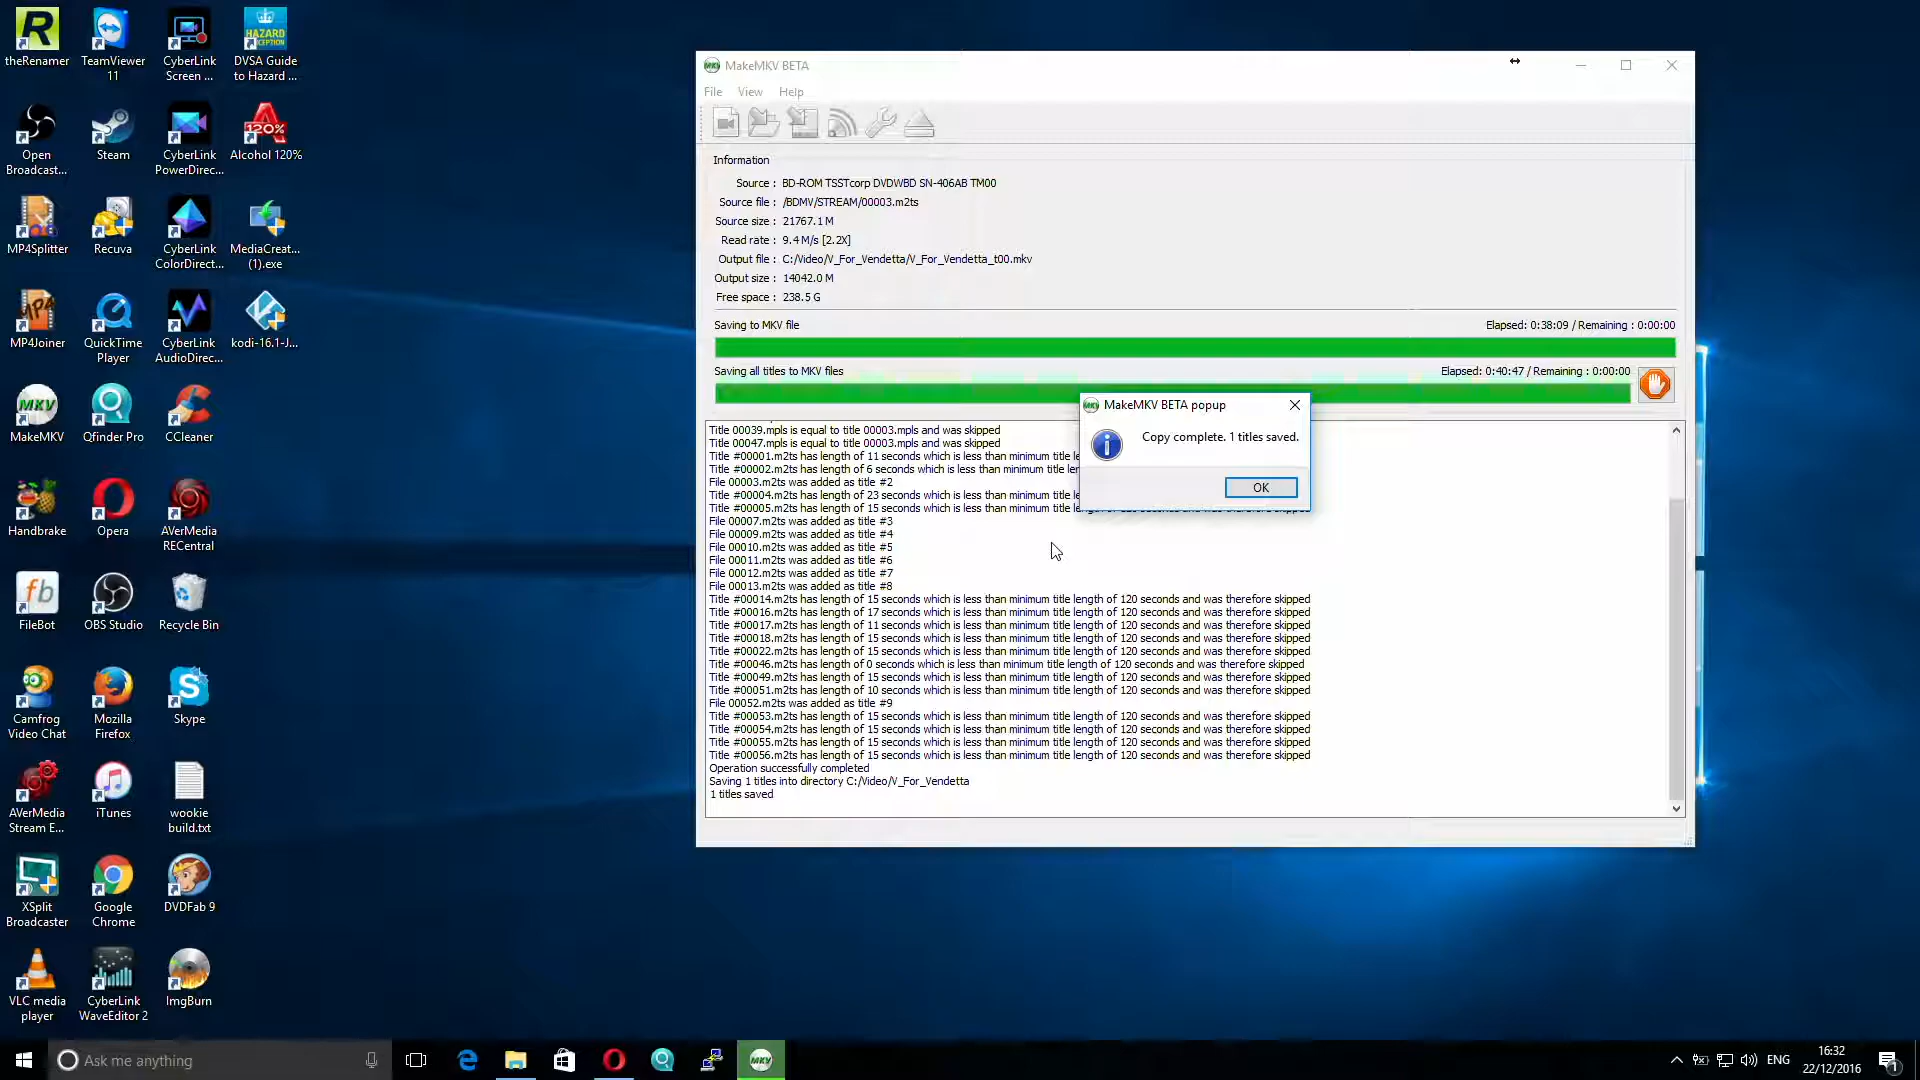 theRenamer
TeamViewer
11
CyberLink
Screen ...
HAZARD
DVSA Guide
to Hazard ...
Open
Broadcast...
Steam
CyberLink
PowerDirec...
120%
Alcohol 120%
MP4Splitter
Recuva
CyberLink
ColorDirect...
MediaCreat...
(1).exe
MP4Joiner
QuickTime
Player
CyberLink
AudioDirec...
kodi-16.1-J...
MKV
MakeMKV
Qfinder Pro
CCleaner
Handbrake
Opera
AVerMedia
RECentral
fb
FileBot
OBS Studio
Recycle Bin
Camfrog
Video Chat
Mozilla
Firefox
Skype
AVerMedia
Stream E...
iTunes
wookie
build.txt
XSplit
Broadcaster
Google
Chrome
DVDFab 9
VLC media
player
CyberLink
WaveEditor 2
ImgBurn
MakeMKV BETA
File View Help
Information
Source : BD-ROM TSSTcorp DVDWBD SN-406AB TM00
Source file : /BDMV/STREAM/00003.m2ts
Source size : 21767.1 M
Read rate : 9.4 M/s [2.2X]
Output file : C:/Video/V_For_Vendetta/V_For_Vendetta_t00.mkv
Output size : 14042.0 M
Free space : 238.5 G
Saving to MKV file Elapsed: 0:38:09 / Remaining : 0:00:00
Saving all titles to MKV files Elapsed: 0:40:47 / Remaining : 0:00:00
MakeMKV BETA popup
Copy complete. 1 titles saved.
OK
Title 00039.mpls is equal to title 00003.mpls and was skipped
Title 00047.mpls is equal to title 00003.mpls and was skipped
Title #00001.m2ts has length of 11 seconds which is less than minimum title le
Title #00002.m2ts has length of 6 seconds which is less than minimum title len
File 00003.m2ts was added as title #2
Title #00004.m2ts has length of 23 seconds which is less than minimum title le
Title #00005.m2ts has length of 15 seconds which is less than minimum title length of 120 seconds and was therefore skipped
File 00007.m2ts was added as title #3
File 00009.m2ts was added as title #4
File 00010.m2ts was added as title #5
File 00011.m2ts was added as title #6
File 00012.m2ts was added as title #7
File 00013.m2ts was added as title #8
Title #00014.m2ts has length of 15 seconds which is less than minimum title length of 120 seconds and was therefore skipped
Title #00016.m2ts has length of 17 seconds which is less than minimum title length of 120 seconds and was therefore skipped
Title #00017.m2ts has length of 11 seconds which is less than minimum title length of 120 seconds and was therefore skipped
Title #00018.m2ts has length of 15 seconds which is less than minimum title length of 120 seconds and was therefore skipped
Title #00022.m2ts has length of 15 seconds which is less than minimum title length of 120 seconds and was therefore skipped
Title #00046.m2ts has length of 0 seconds which is less than minimum title length of 120 seconds and was therefore skipped
Title #00049.m2ts has length of 15 seconds which is less than minimum title length of 120 seconds and was therefore skipped
Title #00051.m2ts has length of 10 seconds which is less than minimum title length of 120 seconds and was therefore skipped
File 00052.m2ts was added as title #9
Title #00053.m2ts has length of 15 seconds which is less than minimum title length of 120 seconds and was therefore skipped
Title #00054.m2ts has length of 15 seconds which is less than minimum title length of 120 seconds and was therefore skipped
Title #00055.m2ts has length of 15 seconds which is less than minimum title length of 120 seconds and was therefore skipped
Title #00056.m2ts has length of 15 seconds which is less than minimum title length of 120 seconds and was therefore skipped
Operation successfully completed
Saving 1 titles into directory C:/Video/V_For_Vendetta
1 titles saved
Ask me anything
MKV
ENG
16:32
22/12/2016
1